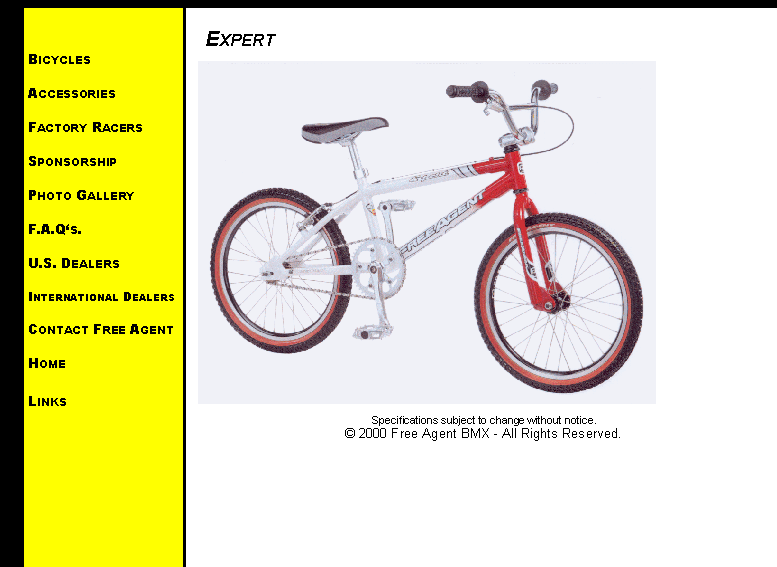 EXPERT
BICYCLES
ACCESSORIES
FACTORY RACERS
SPONSORSHIP
PHOTO GALLERY
F.A.Q's.
U.S. DEALERS
INTERNATIONAL DEALERS
CONTACT FREE AGENT
HOME
LINKS
FREE AGENT
Specifications subject to change without notice.
© 2000 Free Agent BMX - All Rights Reserved.